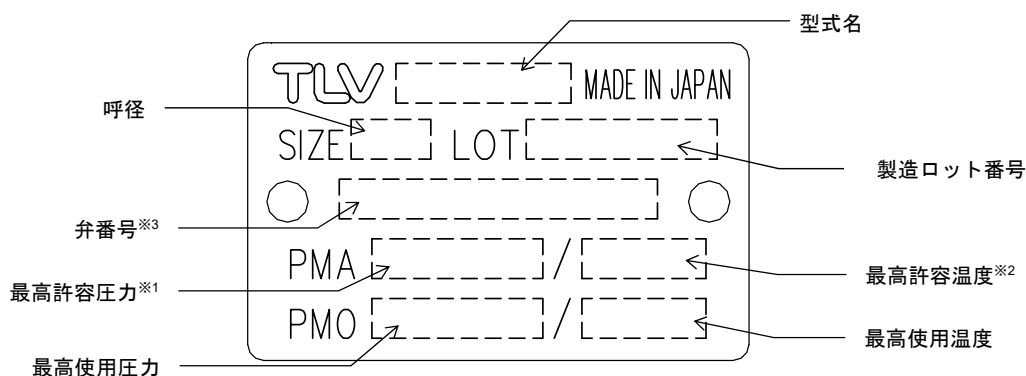 型式名
TLV MADE IN JAPAN
呼径
SIZE LOT
製造ロット番号
弁番号※3
PMA /
最高許容圧力※1
最高許容温度※2
PMO /
最高使用温度
最高使用圧力